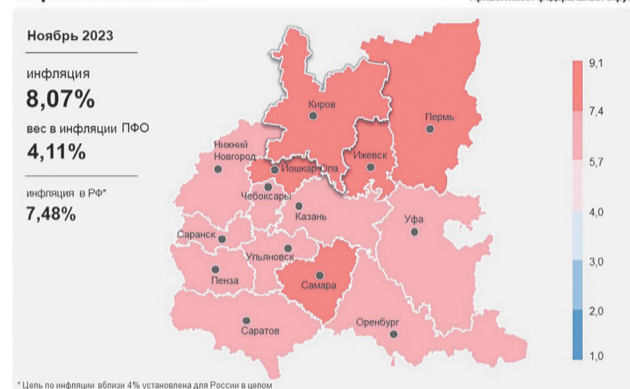 Ноябрь 2023
инфляция
8,07%
вес в инфляции ПФО
4,11%
инфляция в РФ*
7,48%
Киров
Пермь
Нижний
Новгород
Ижевск
Йошкар-Ола
Чебоксары
Казань
Уфа
Саранск
Ульяновск
Пенза
Самара
Саратов
Оренбург
9,1
7,4
5,7
4,0
3,0
2,0
1,0
* Цель по инфляции вблизи 4% установлена для России в целом